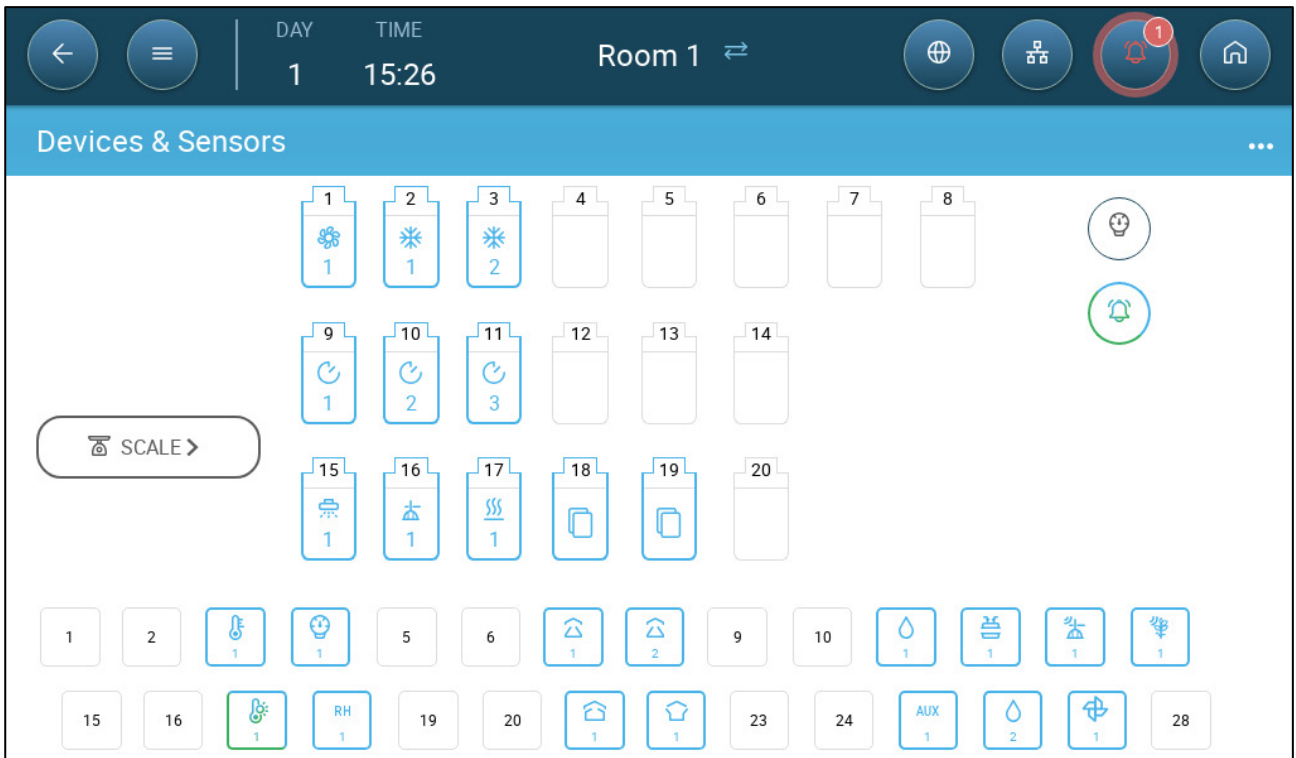 DAY TIME 1
1 15:26 Room 1
Devices & Sensors ...
1 2 3 4 5 6 7 8
1 1 2
9 10 11 12 13 14
1 2 3
SCALE
15 16 17 18 19 20
1 1 1
1 2 1 1 5 6 1 2 9 10 1 1 1 1
15 16 1 RH 1 19 20 1 1 23 24 AUX 1 2 1 28